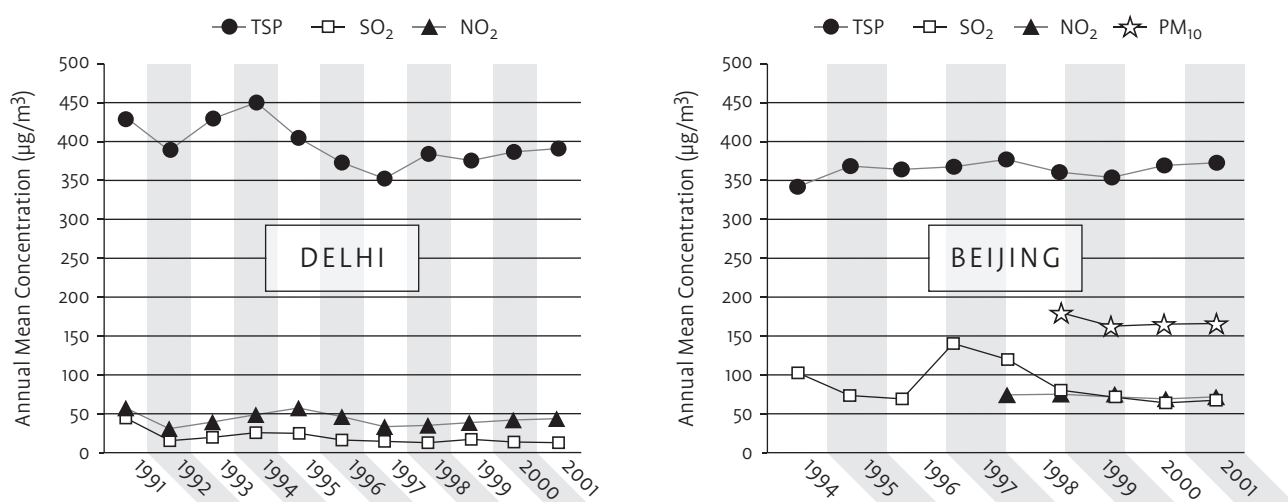 TSP SO₂ NO₂
Annual Mean Concentration (µg/m³)
500
450
400
350
300
250
200
150
100
50
0
DELHI
1991 1992 1993 1994 1995 1996 1997 1998 1999 2000 2001
TSP SO₂ NO₂ PM₁₀
Annual Mean Concentration (µg/m³)
500
450
400
350
300
250
200
150
100
50
0
BEIJING
1994 1995 1996 1997 1998 1999 2000 2001